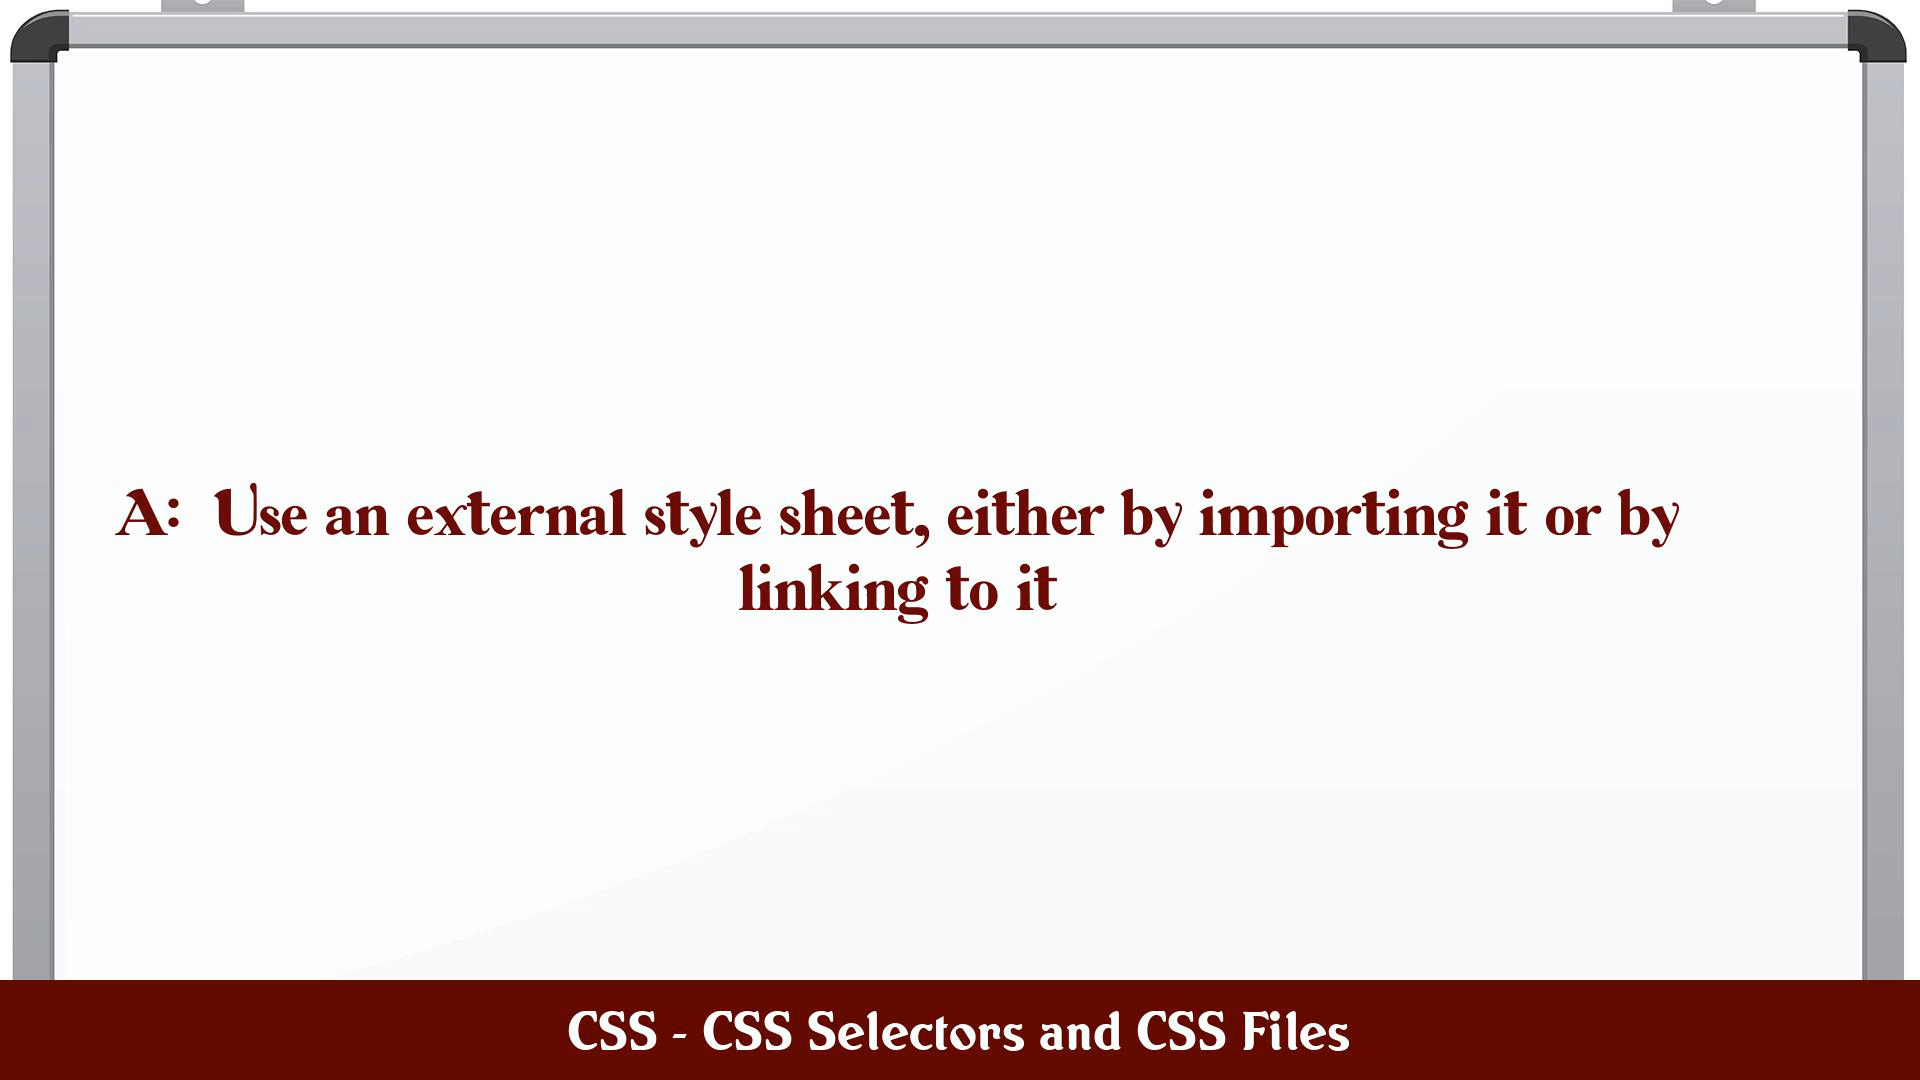 A: Use an external style sheet, either by importing it or by
linking to it
CSS - CSS Selectors and CSS Files